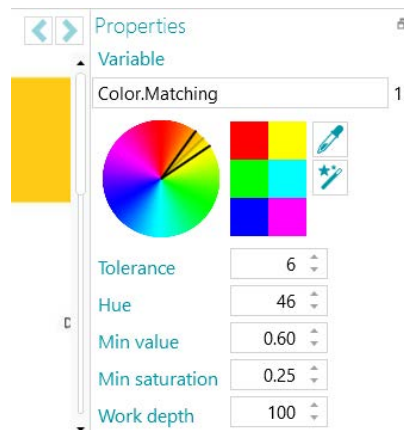 Properties
Variable
Color.Matching 1
Tolerance 6
Hue 46
Min value 0.60
Min saturation 0.25
Work depth 100